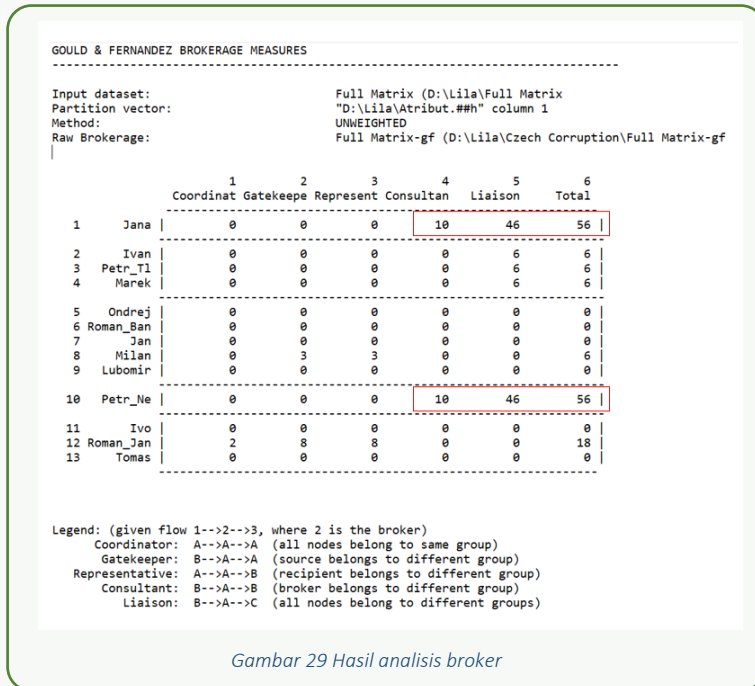 GOULD & FERNANDEZ BROKERAGE MEASURES
--------------------------------------------------------------------------------
Input dataset: Full Matrix (D:\Lila\Full Matrix
Partition vector: "D:\Lila\Atribut.##h" column 1
Method: UNWEIGHTED
Raw Brokerage: Full Matrix-gf (D:\Lila\Czech Corruption\Full Matrix-gf
1 2 3 4 5 6
Coordinat Gatekeepe Represent Consultan Liaison Total
1 Jana | 0 0 0 10 46 56 |
2 Ivan | 0 0 0 0 6 6 |
3 Petr_Tl | 0 0 0 0 6 6 |
4 Marek | 0 0 0 0 6 6 |
5 Ondrej | 0 0 0 0 0 0 |
6 Roman_Ban | 0 0 0 0 0 0 |
7 Jan | 0 0 0 0 0 0 |
8 Milan | 0 3 3 0 0 6 |
9 Lubomir | 0 0 0 0 0 0 |
10 Petr_Ne | 0 0 0 10 46 56 |
11 Ivo | 0 0 0 0 0 0 |
12 Roman_Jan | 2 8 8 0 0 18 |
13 Tomas | 0 0 0 0 0 0 |
Legend: (given flow 1-->2-->3, where 2 is the broker)
Coordinator: A-->A-->A (all nodes belong to same group)
Gatekeeper: B-->A-->A (source belongs to different group)
Representative: A-->A-->B (recipient belongs to different group)
Consultant: B-->A-->B (broker belongs to different group)
Liaison: B-->A-->C (all nodes belong to different groups)
Gambar 29 Hasil analisis broker